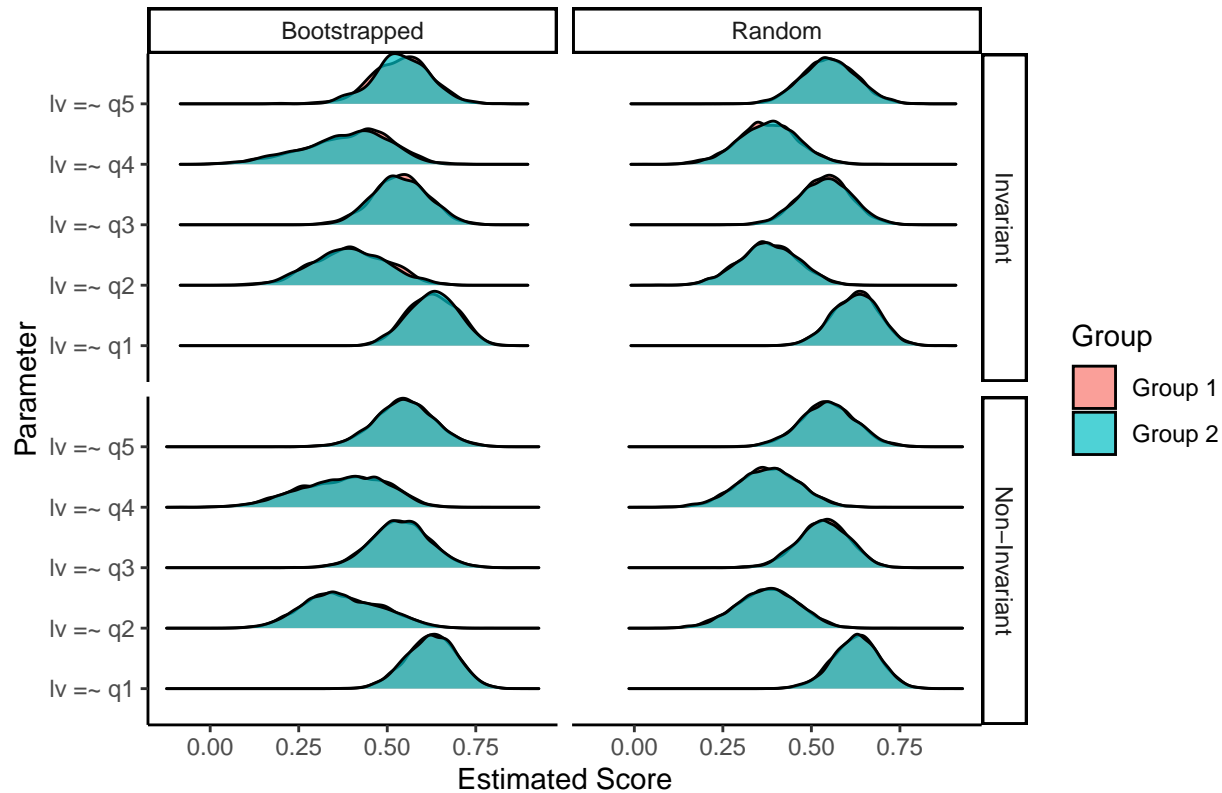 Bootstrapped
Random
lv =~ q5
lv =~ q4
lv =~ q3
lv =~ q2
lv =~ q1
Invariant
lv =~ q5
lv =~ q4
lv =~ q3
lv =~ q2
lv =~ q1
Non−Invariant
Parameter
0.00 0.25 0.50 0.75
0.00 0.25 0.50 0.75
Estimated Score
Group
Group 1
Group 2